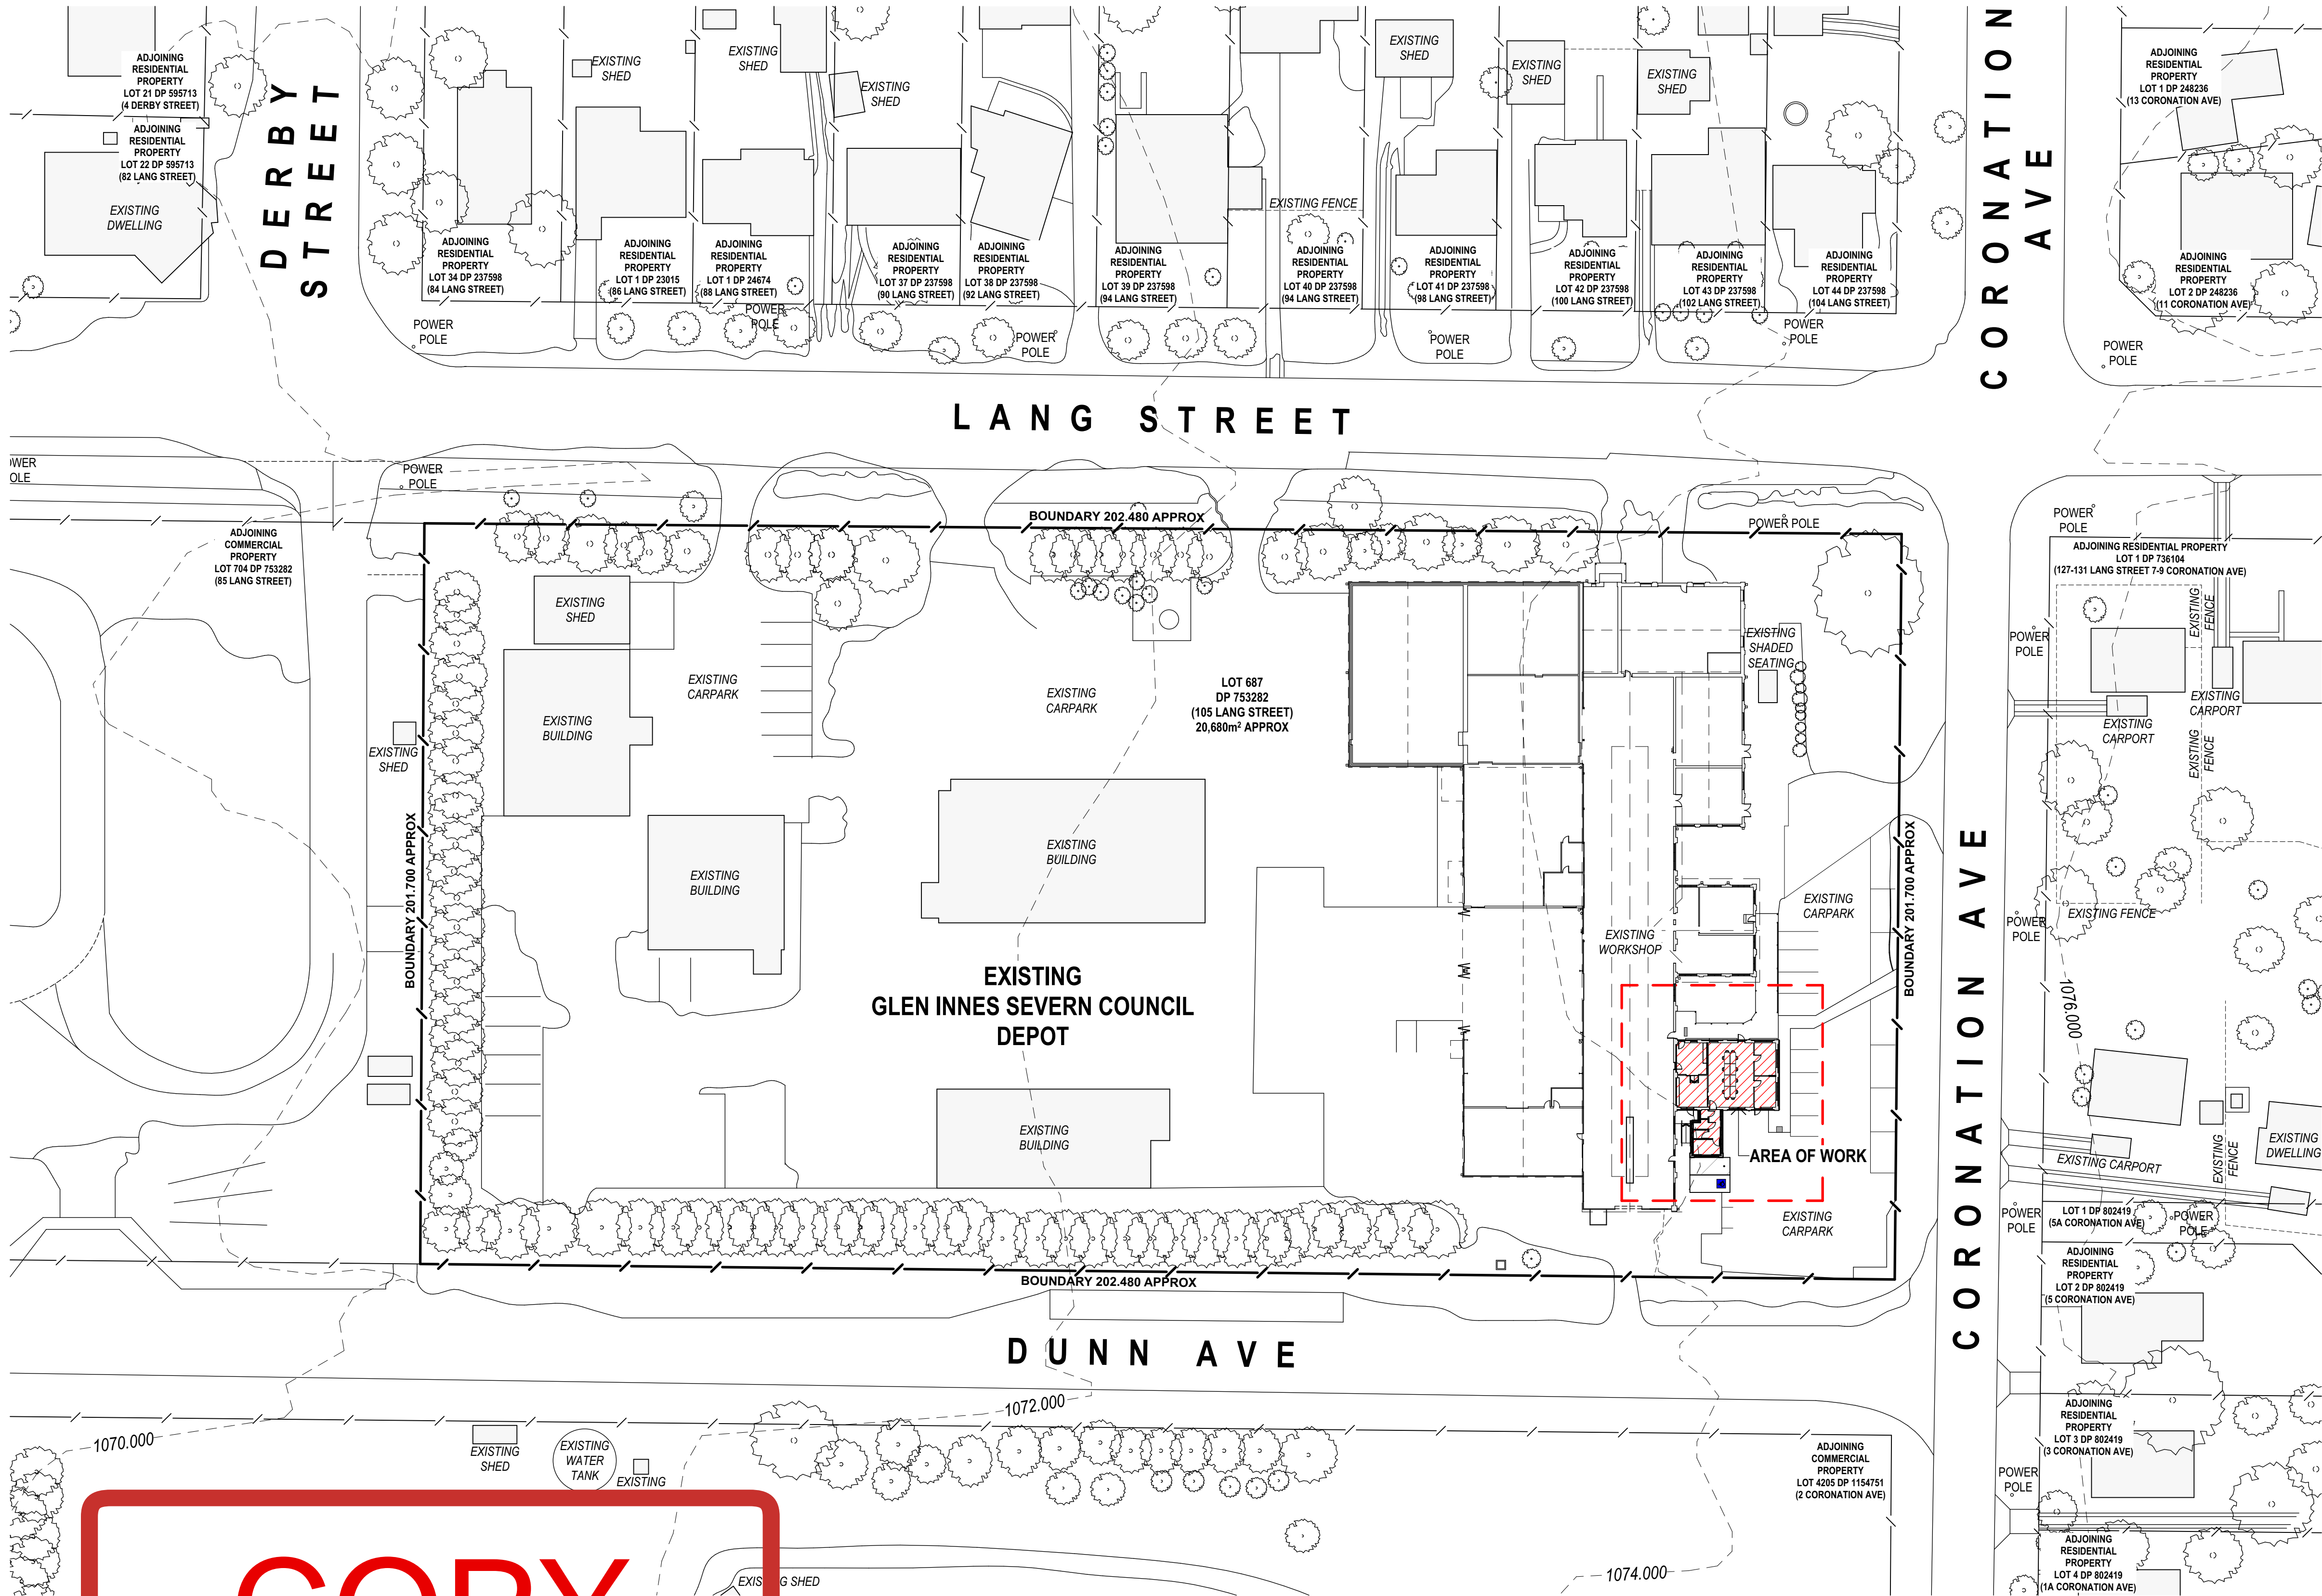 ADJOINING
RESIDENTIAL
PROPERTY
LOT 21 DP 595713
(4 DERBY STREET)
ADJOINING
RESIDENTIAL
PROPERTY
LOT 22 DP 595713
(82 LANG STREET)
EXISTING
DWELLING
DERBY
STREET
EXISTING
SHED
EXISTING
SHED
EXISTING
SHED
EXISTING
SHED
EXISTING
SHED
EXISTING
SHED
EXISTING FENCE
ADJOINING
RESIDENTIAL
PROPERTY
LOT 34 DP 237598
(84 LANG STREET)
ADJOINING
RESIDENTIAL
PROPERTY
LOT 1 DP 23015
(86 LANG STREET)
ADJOINING
RESIDENTIAL
PROPERTY
LOT 1 DP 24674
(88 LANG STREET)
ADJOINING
RESIDENTIAL
PROPERTY
LOT 37 DP 237598
(90 LANG STREET)
ADJOINING
RESIDENTIAL
PROPERTY
LOT 38 DP 237598
(92 LANG STREET)
ADJOINING
RESIDENTIAL
PROPERTY
LOT 39 DP 237598
(94 LANG STREET)
ADJOINING
RESIDENTIAL
PROPERTY
LOT 40 DP 237598
(94 LANG STREET)
ADJOINING
RESIDENTIAL
PROPERTY
LOT 41 DP 237598
(98 LANG STREET)
ADJOINING
RESIDENTIAL
PROPERTY
LOT 42 DP 237598
(100 LANG STREET)
ADJOINING
RESIDENTIAL
PROPERTY
LOT 43 DP 237598
(102 LANG STREET)
ADJOINING
RESIDENTIAL
PROPERTY
LOT 44 DP 237598
(104 LANG STREET)
CORONATION
AVE
ADJOINING
RESIDENTIAL
PROPERTY
LOT 1 DP 248236
(13 CORONATION AVE)
ADJOINING
RESIDENTIAL
PROPERTY
LOT 2 DP 248236
(11 CORONATION AVE)
POWER
POLE
POWER
POLE
POWER
POLE
POWER
POLE
POWER
POLE
POWER
POLE
LANG STREET
OWER
OLE
POWER
POLE
ADJOINING
COMMERCIAL
PROPERTY
LOT 704 DP 753282
(85 LANG STREET)
BOUNDARY 202.480 APPROX
POWER POLE
POWER
POLE
ADJOINING RESIDENTIAL PROPERTY
LOT 1 DP 736104
(127-131 LANG STREET 7-9 CORONATION AVE)
EXISTING
FENCE
POWER
POLE
EXISTING
CARPORT
EXISTING
CARPORT
EXISTING
FENCE
EXISTING
SHED
EXISTING
BUILDING
EXISTING
SHED
EXISTING
CARPARK
EXISTING
CARPARK
LOT 687
DP 753282
(105 LANG STREET)
20,680m² APPROX
EXISTING
SHADED
SEATING
BOUNDARY 201.700 APPROX
EXISTING
BUILDING
EXISTING
BUILDING
EXISTING
WORKSHOP
EXISTING
CARPARK
BOUNDARY 201.700 APPROX
CORONATION AVE
POWER
POLE
EXISTING FENCE
1076.000
EXISTING
GLEN INNES SEVERN COUNCIL
DEPOT
EXISTING
BUILDING
AREA OF WORK
EXISTING
CARPARK
EXISTING CARPORT
EXISTING
FENCE
EXISTING
DWELLING
POWER
POLE
LOT 1 DP 802419
(5A CORONATION AVE)
POWER
POLE
ADJOINING
RESIDENTIAL
PROPERTY
LOT 2 DP 802419
(5 CORONATION AVE)
BOUNDARY 202.480 APPROX
DUNN AVE
1070.000
1072.000
EXISTING
SHED
EXISTING
WATER
TANK
EXISTING
ADJOINING
COMMERCIAL
PROPERTY
LOT 4205 DP 1154751
(2 CORONATION AVE)
ADJOINING
RESIDENTIAL
PROPERTY
LOT 3 DP 802419
(3 CORONATION AVE)
POWER
POLE
ADJOINING
RESIDENTIAL
PROPERTY
LOT 4 DP 802419
(1A CORONATION AVE)
COPY
EXISTING SHED
1074.000